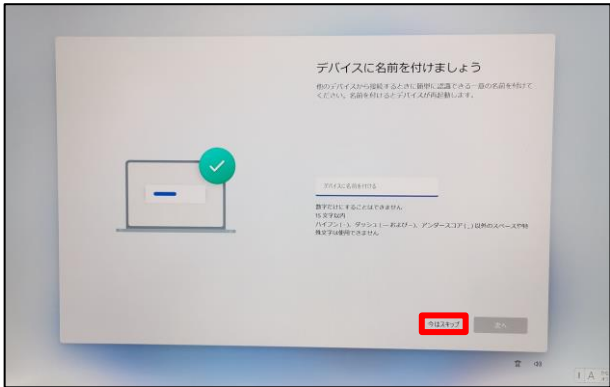 デバイスに名前を付けましょう
他のデバイスから接続するときに簡単に認識できる一意の名前を付けて
ください。名前を付けるとデバイスが再起動します。
デバイスに名前を付ける
数字だけにすることはできません
15 文字以内
ハイフン (-)、ダッシュ (— および –)、アンダースコア (_) 以外のスペースや特
殊文字は使用できません
今はスキップ
次へ
A